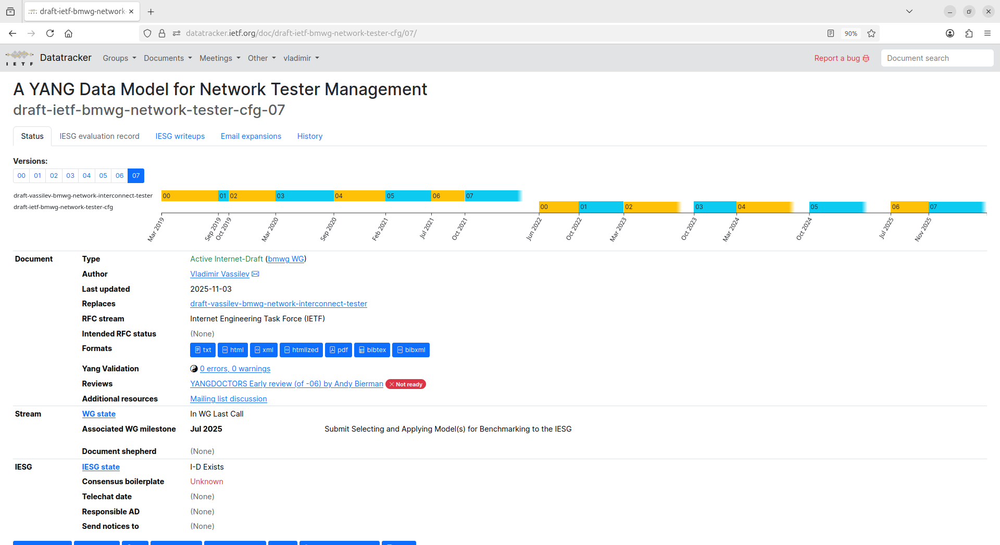 draft-ietf-bmwg-network-
datatracker.ietf.org/doc/draft-ietf-bmwg-network-tester-cfg/07/
90%
IETF
Datatracker
Groups
Documents
Meetings
Other
vladimir
Report a bug
Document search
A YANG Data Model for Network Tester Management
draft-ietf-bmwg-network-tester-cfg-07
Status
IESG evaluation record
IESG writeups
Email expansions
History
Versions:
00 01 02 03 04 05 06 07
draft-vassilev-bmwg-network-interconnect-tester 00 01 02 03 04 05 06 07
draft-ietf-bmwg-network-tester-cfg 00 01 02 03 04 05 06 07
Mar 2019 Sep 2019 Oct 2019 Mar 2020 Sep 2020 Feb 2021 Jul 2021 Oct 2021 Jun 2022 Oct 2022 Mar 2023 Oct 2023 Mar 2024 Oct 2024 Jul 2025 Nov 2025
Document Type Active Internet-Draft (bmwg WG)
Author Vladimir Vassilev
Last updated 2025-11-03
Replaces draft-vassilev-bmwg-network-interconnect-tester
RFC stream Internet Engineering Task Force (IETF)
Intended RFC status (None)
Formats txt html xml htmlized pdf bibtex bibxml
Yang Validation 0 errors, 0 warnings
Reviews YANGDOCTORS Early review (of -06) by Andy Bierman Not ready
Additional resources Mailing list discussion
Stream WG state In WG Last Call
Associated WG milestone Jul 2025 Submit Selecting and Applying Model(s) for Benchmarking to the IESG
Document shepherd (None)
IESG IESG state I-D Exists
Consensus boilerplate Unknown
Telechat date (None)
Responsible AD (None)
Send notices to (None)